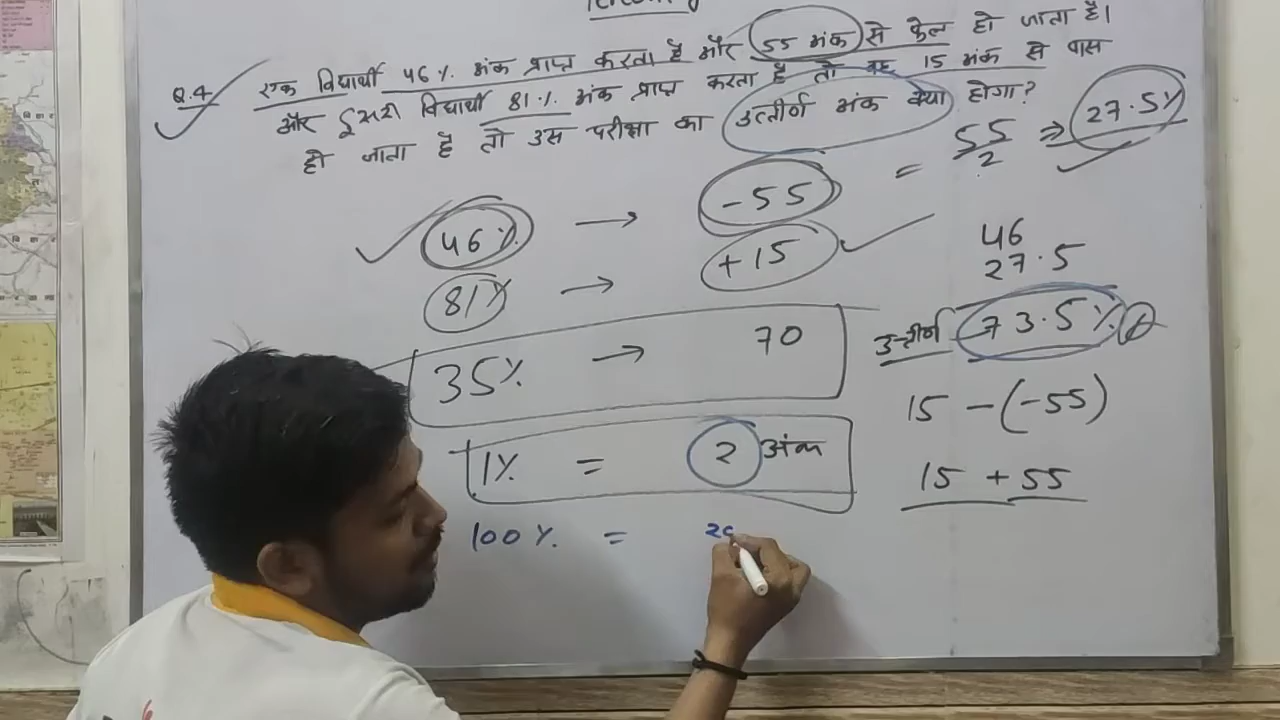 Q.4. एक विद्यार्थी 46% अंक प्राप्त करता है और 55 अंक से फेल हो जाता है।
और दूसरा विद्यार्थी 81% अंक प्राप्त करता है तो वह 15 अंक से पास
हो जाता है तो उस परीक्षा का उत्तीर्ण अंक क्या होगा?
= 55/2 ⇒ 27.5%
46% → -55
81% → +15
35% → 70
1% = 2 अंक
100% =
46
27.5
उत्तीर्ण 73.5%
15 -(-55)
15 + 55